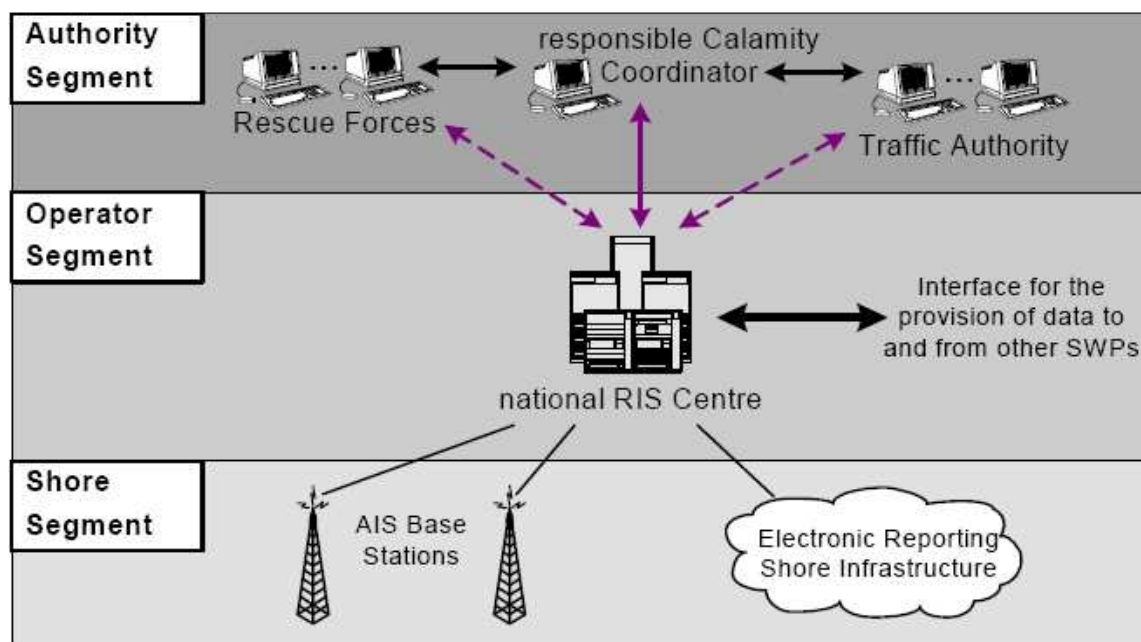 Authority
Segment
responsible Calamity
Coordinator
Rescue Forces
Traffic Authority
Operator
Segment
Interface for the
provision of data to
and from other SWPs
national RIS Centre
Shore
Segment
AIS Base
Stations
Electronic Reporting
Shore Infrastructure